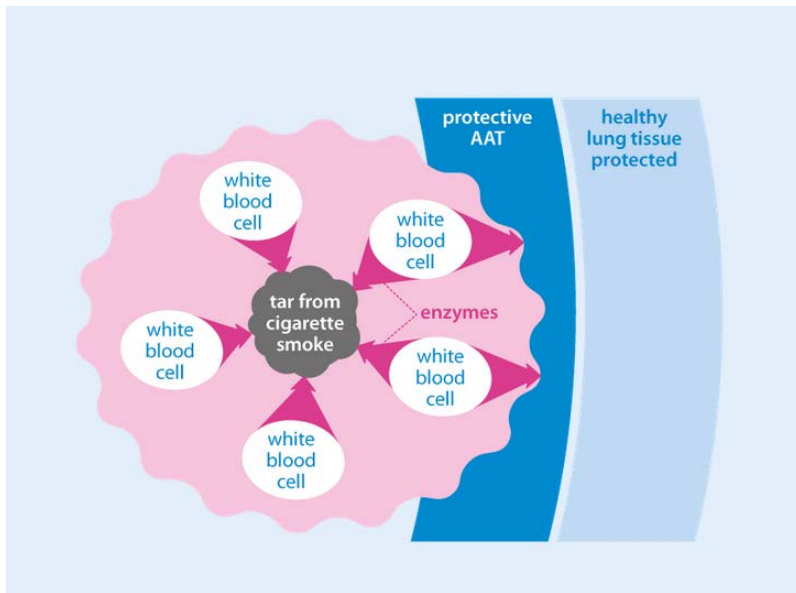 protective
AAT
healthy
lung tissue
protected
white
blood
cell
white
blood
cell
tar from
cigarette
smoke
enzymes
white
blood
cell
white
blood
cell
white
blood
cell